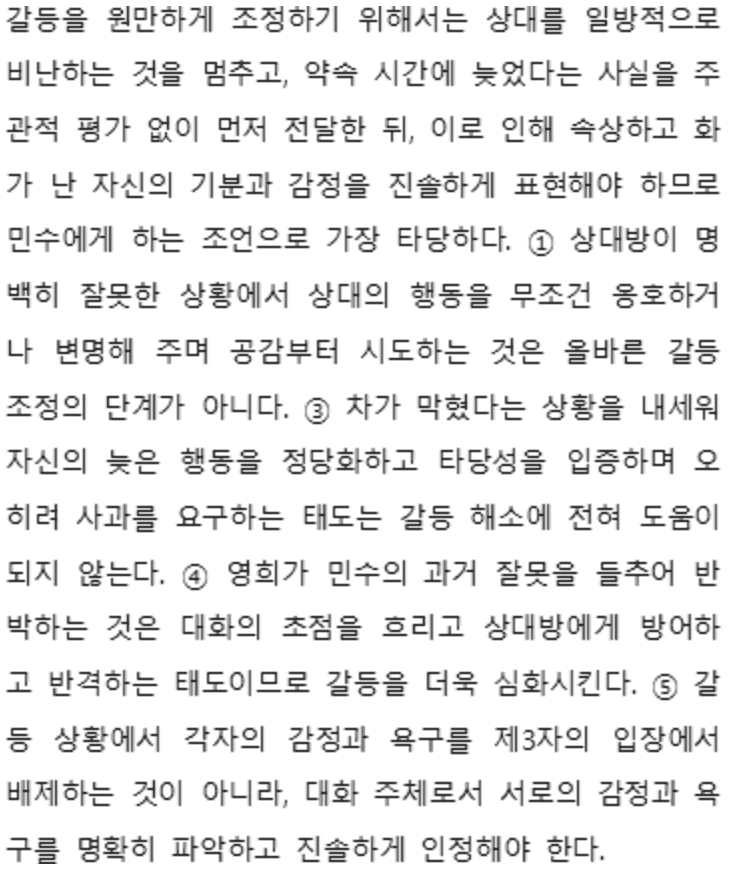 갈등을 원만하게 조정하기 위해서는 상대를 일방적으로
비난하는 것을 멈추고, 약속 시간에 늦었다는 사실을 주
관적 평가 없이 먼저 전달한 뒤, 이로 인해 속상하고 화
가 난 자신의 기분과 감정을 진솔하게 표현해야 하므로
민수에게 하는 조언으로 가장 타당하다. ① 상대방이 명
백히 잘못한 상황에서 상대의 행동을 무조건 옹호하거
나 변명해 주며 공감부터 시도하는 것은 올바른 갈등
조정의 단계가 아니다. ③ 차가 막혔다는 상황을 내세워
자신의 늦은 행동을 정당화하고 타당성을 입증하며 오
히려 사과를 요구하는 태도는 갈등 해소에 전혀 도움이
되지 않는다. ④ 영희가 민수의 과거 잘못을 들추어 반
박하는 것은 대화의 초점을 흐리고 상대방에게 방어하
고 반격하는 태도이므로 갈등을 더욱 심화시킨다. ⑤ 갈
등 상황에서 각자의 감정과 욕구를 제3자의 입장에서
배제하는 것이 아니라, 대화 주체로서 서로의 감정과 욕
구를 명확히 파악하고 진솔하게 인정해야 한다.